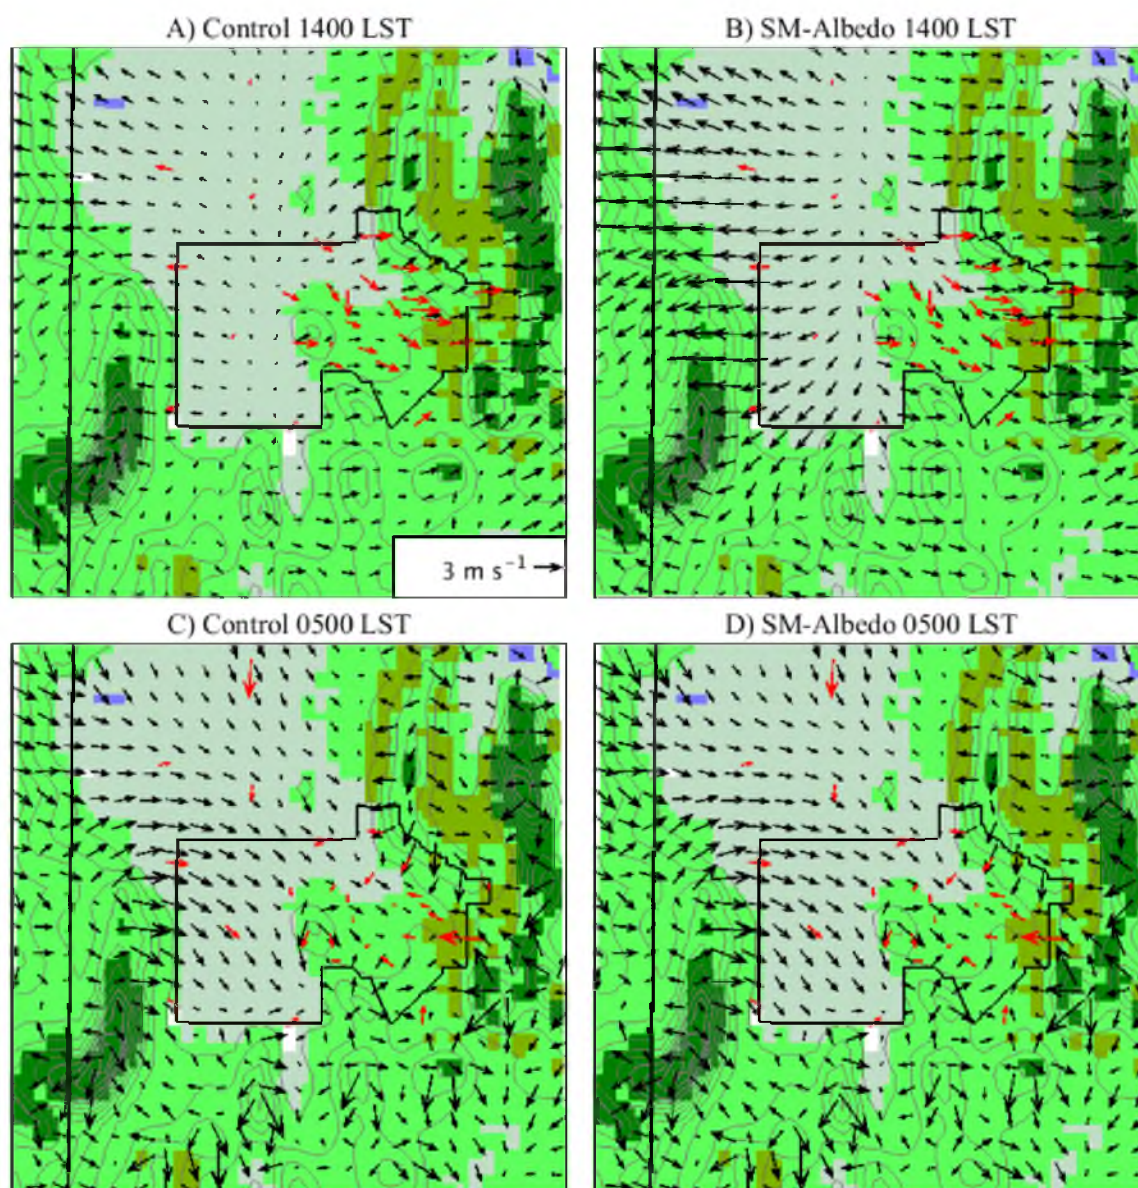 A) Control 1400 LST
B) SM-Albedo 1400 LST
3 m s⁻¹
C) Control 0500 LST
D) SM-Albedo 0500 LST